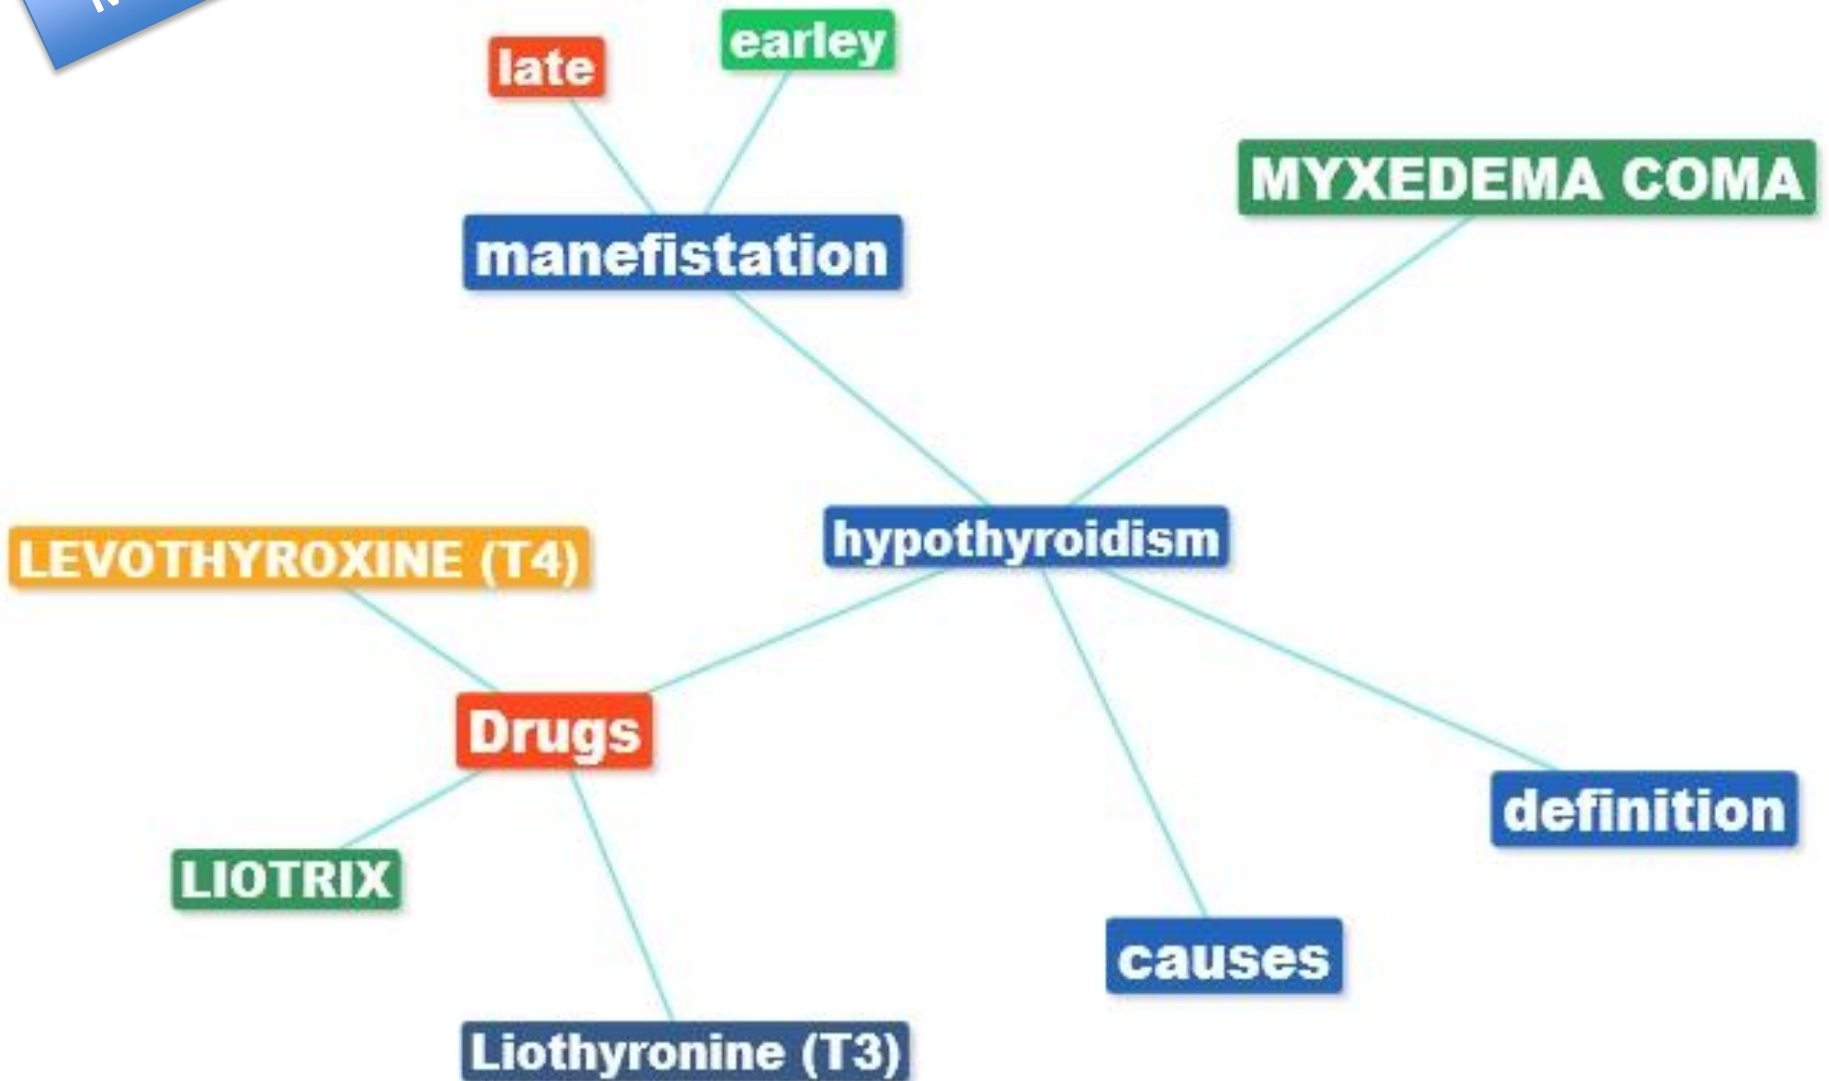 late
earley
MYXEDEMA COMA
manefistation
hypothyroidism
LEVOTHYROXINE (T4)
Drugs
definition
LIOTRIX
causes
Liothyronine (T3)